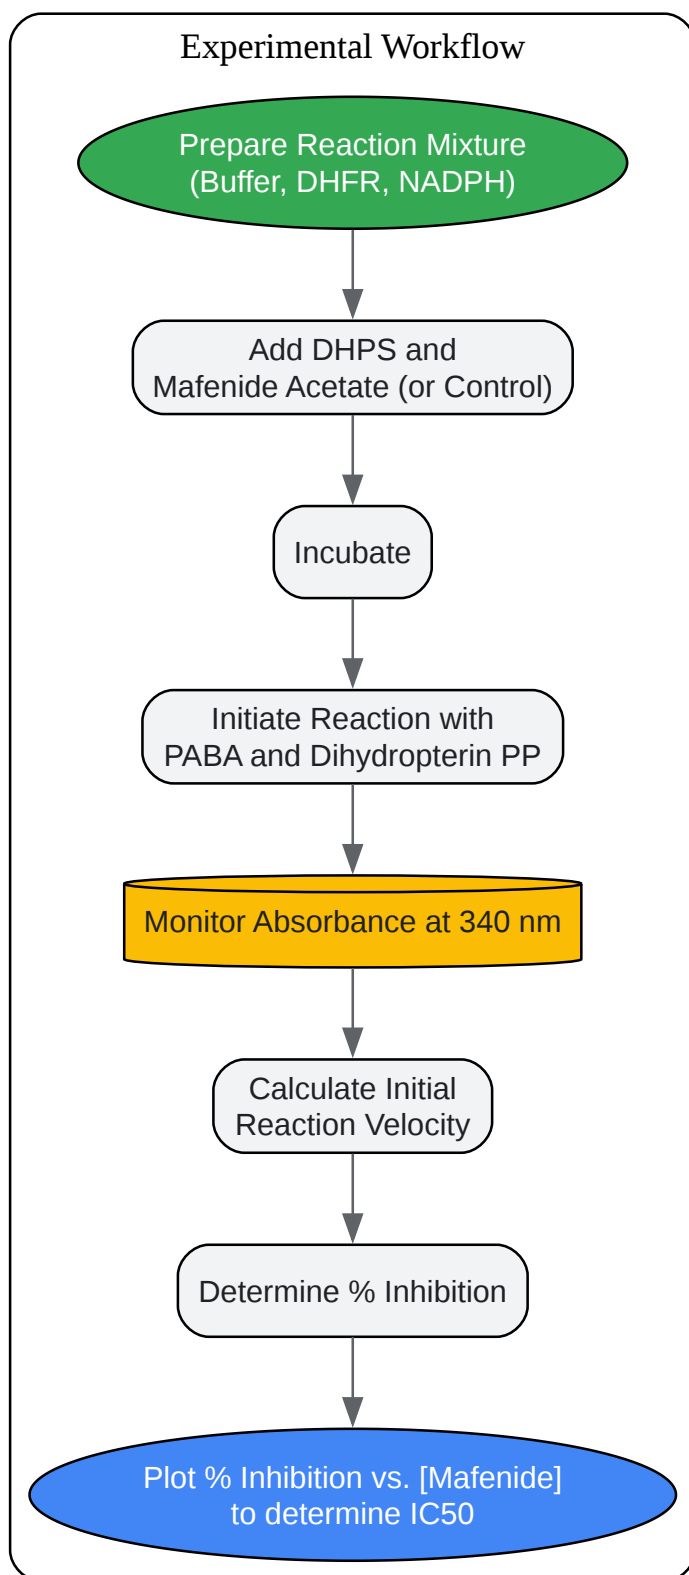 Experimental Workflow
Prepare Reaction Mixture
(Buffer, DHFR, NADPH)
Add DHPS and
Mafenide Acetate (or Control)
Incubate
Initiate Reaction with
PABA and Dihydropterin PP
Monitor Absorbance at 340 nm
Calculate Initial
Reaction Velocity
Determine % Inhibition
Plot % Inhibition vs. [Mafenide]
to determine IC50